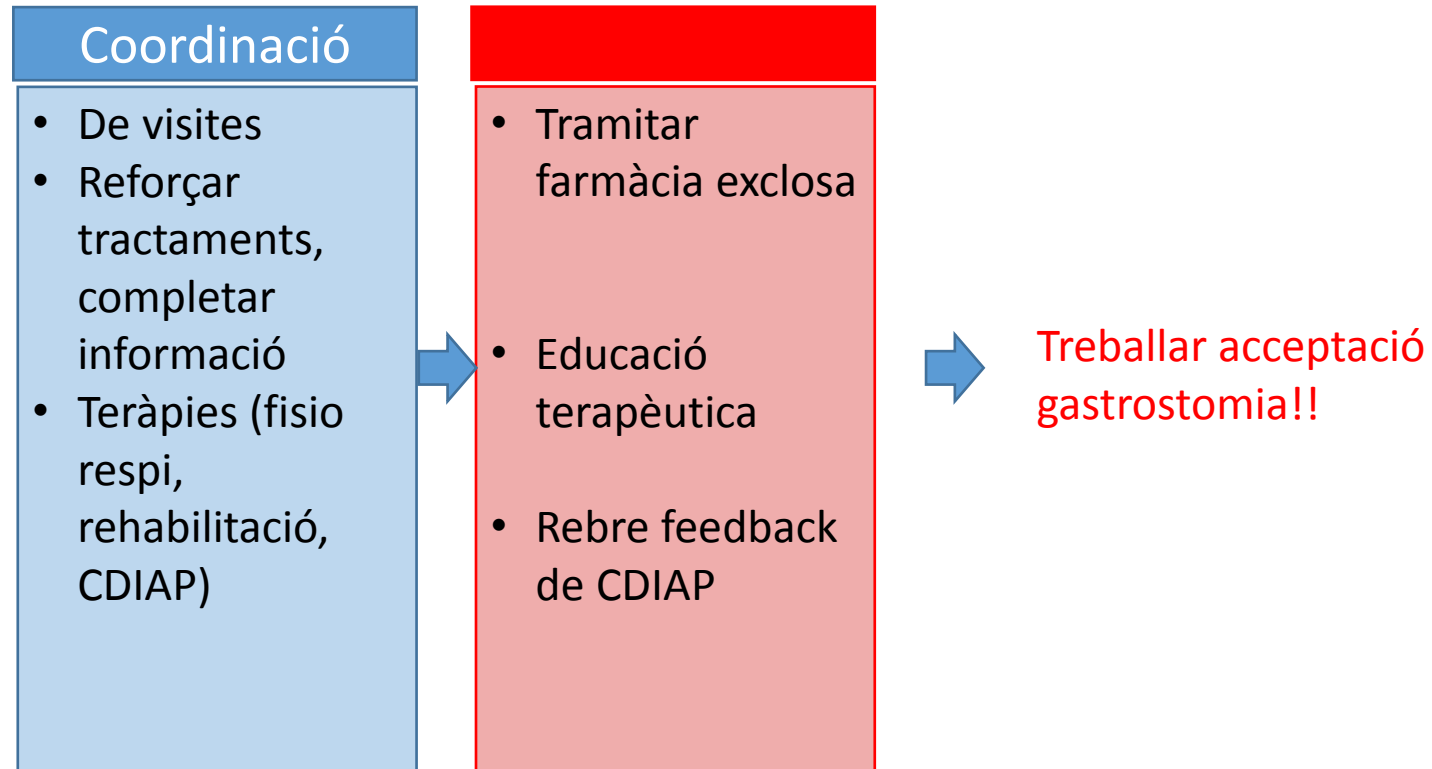 Coordinació
• De visites
• Reforçar
tractaments,
completar
informació
• Teràpies (fisio
respi,
rehabilitació,
CDIAP)
• Tramitar
farmàcia exclosa
• Educació
terapèutica
• Rebre feedback
de CDIAP
Treballar acceptació
gastrostomia!!